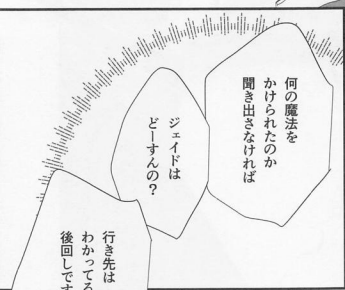 何の魔法を
かけられたのか
聞き出さなければ
ジェイドは
どーすんの？
行き先は
わかってる
後回しです